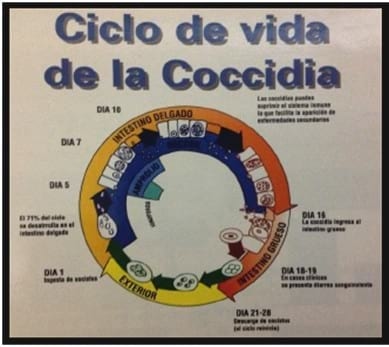 Ciclo de vida
de la Coccidia
DIA 10
Las coccidias pueden
suprimir el sistema inmune
lo que facilita la aparición de
enfermedades secundarias
INTESTINO DELGADO
DIA 7
DIA 5
El 71% del ciclo
se desarrolla en el
intestino delgado
DIA 16
La coccidia ingresa al
intestino grueso
INTESTINO GRUESO
DIA 1
Ingesta de oocistos
DIA 18-19
En casos clínicos
se presenta diarrea sanguinolenta
EXTERIOR
DIA 21-28
Descarga de oocistos
(el ciclo reinicia)